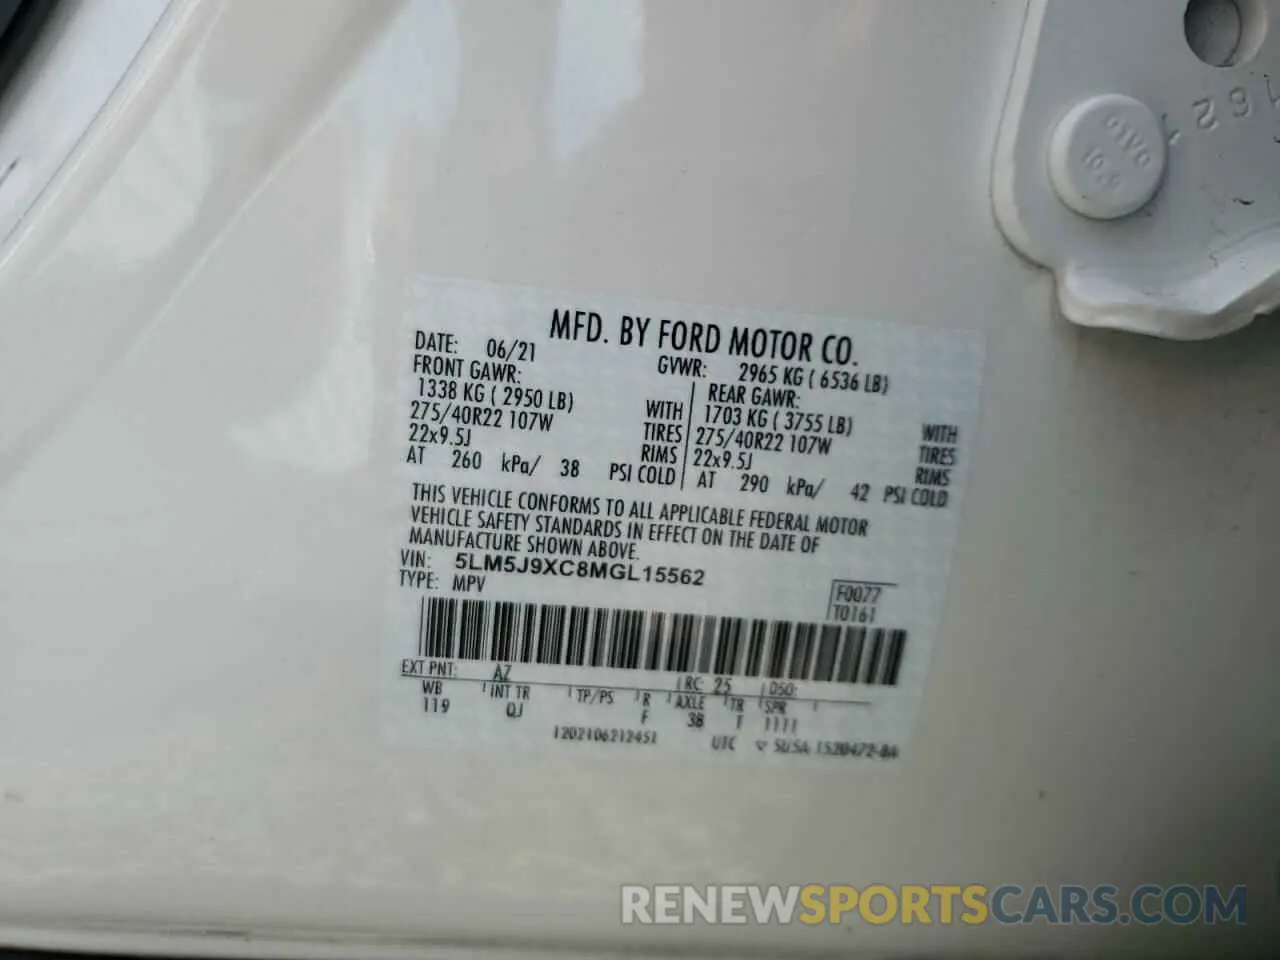 MFD. BY FORD MOTOR CO.
DATE: 06/21 GVWR: 2965 KG ( 6536 LB)
FRONT GAWR: REAR GAWR:
1338 KG ( 2950 LB) WITH 1703 KG ( 3755 LB) WITH
275/40R22 107W TIRES 275/40R22 107W TIRES
22x9.5J RIMS 22x9.5J RIMS
AT 260 kPa/ 38 PSI COLD AT 290 kPa/ 42 PSI COLD
THIS VEHICLE CONFORMS TO ALL APPLICABLE FEDERAL MOTOR
VEHICLE SAFETY STANDARDS IN EFFECT ON THE DATE OF
MANUFACTURE SHOWN ABOVE.
VIN: 5LM5J9XC8MGL15562
TYPE: MPV
F0077
T0161
EXT PNT: AZ RC: 25 DSO:
WB INT TR TP/PS R AXLE TR SPR
119 QJ F 3B
1202106212451 UTC
RENEWSPORTSCARS.COM